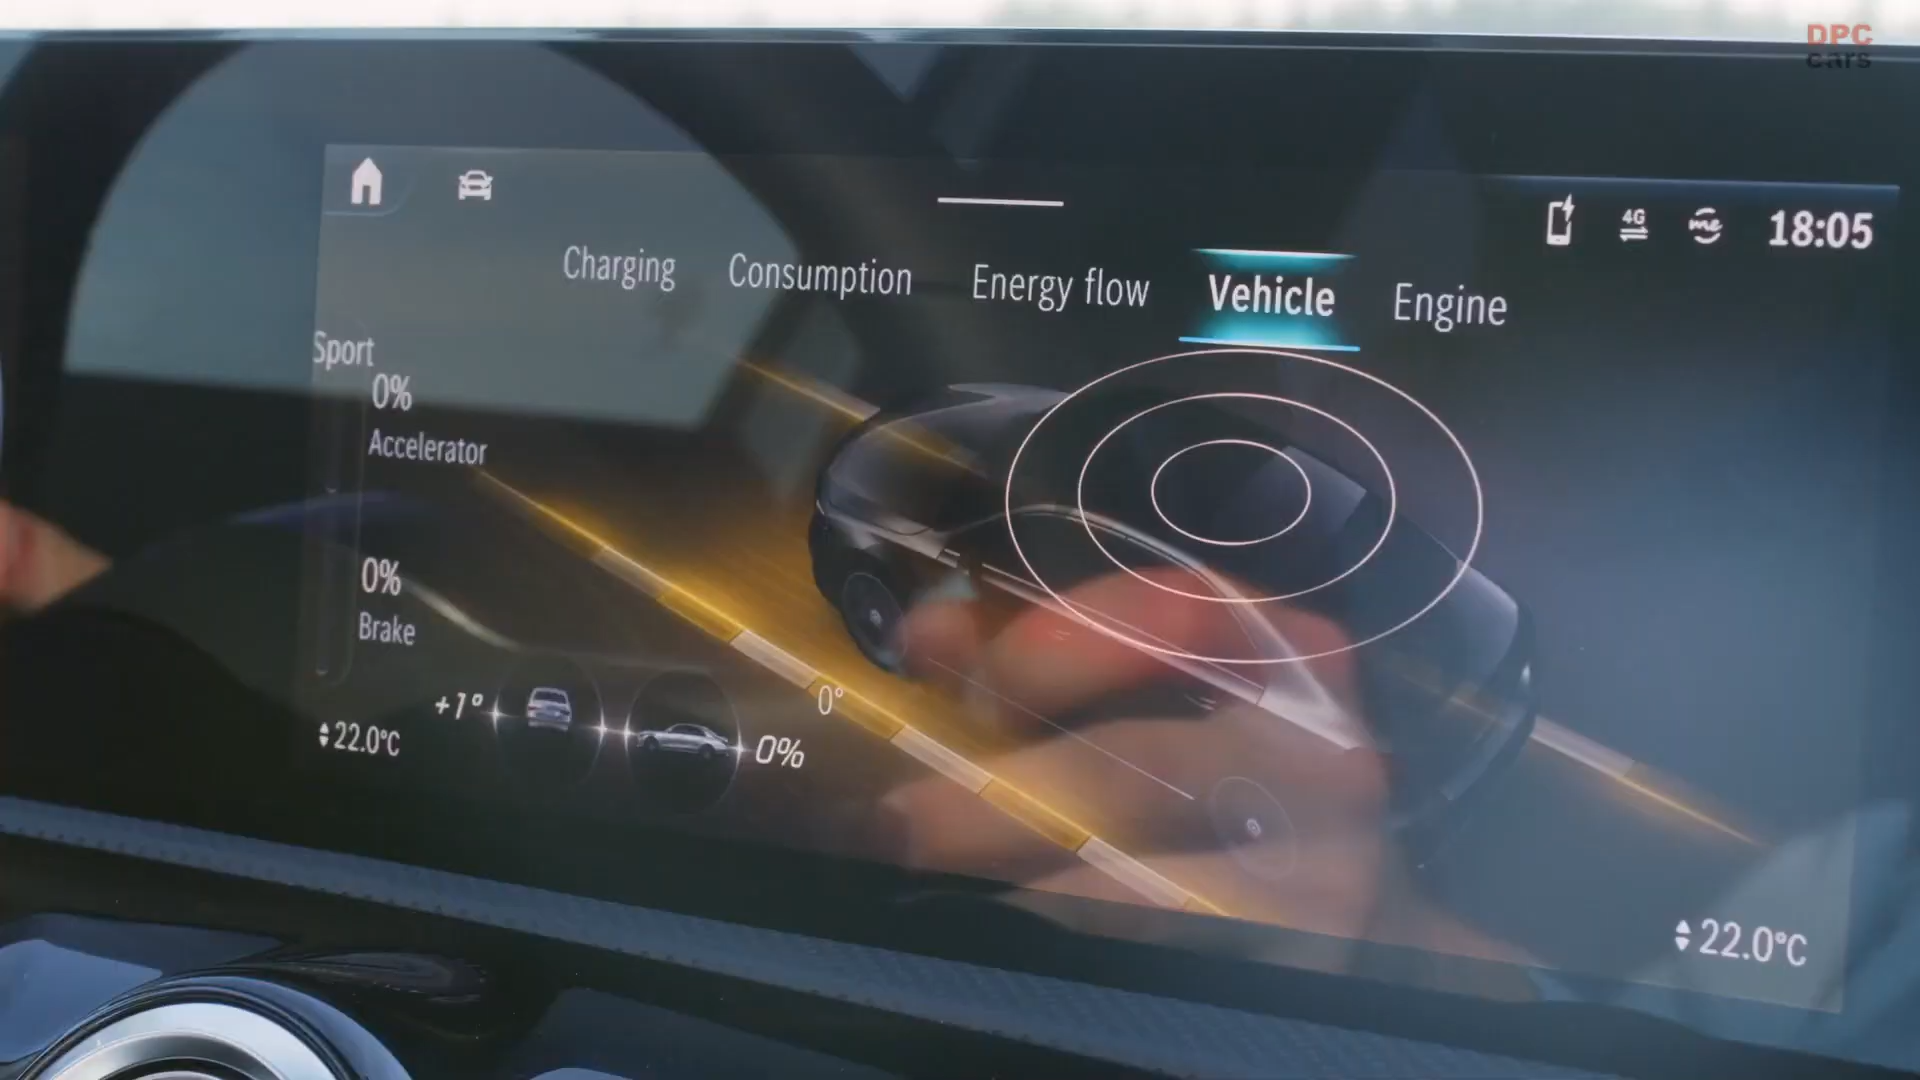 DPC
cars
4G
me
18:05
Charging
Consumption
Energy flow
Vehicle
Engine
Sport
0%
Accelerator
0%
Brake
+1°
0°
0%
22.0°C
22.0°C